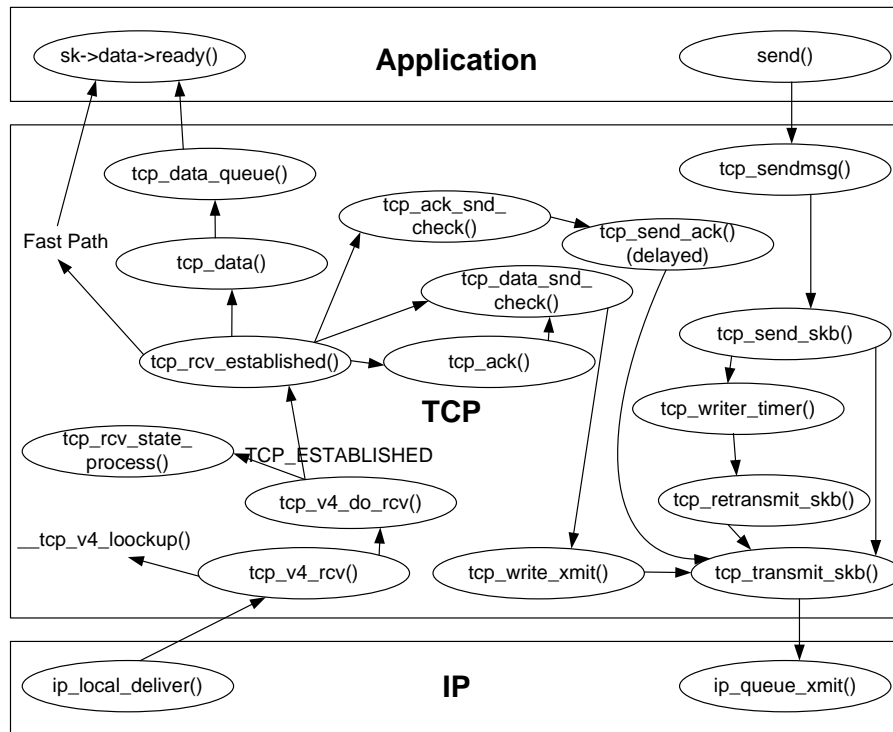 sk->data->ready()
Application
send()
tcp_data_queue()
tcp_sendmsg()
tcp_ack_snd_
check()
tcp_send_ack()
(delayed)
Fast Path
tcp_data()
tcp_data_snd_
check()
tcp_send_skb()
tcp_rcv_established()
tcp_ack()
TCP
tcp_writer_timer()
tcp_rcv_state_
process()
TCP_ESTABLISHED
tcp_v4_do_rcv()
tcp_retransmit_skb()
__tcp_v4_loockup()
tcp_v4_rcv()
tcp_write_xmit()
tcp_transmit_skb()
ip_local_deliver()
IP
ip_queue_xmit()